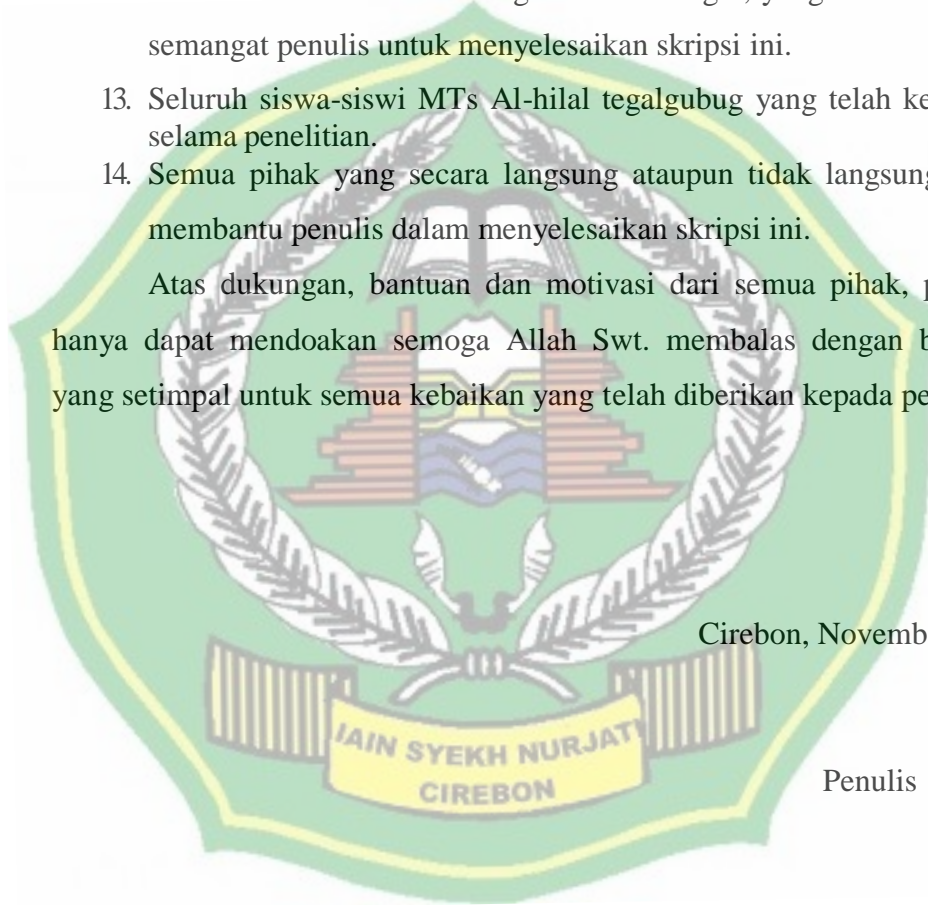 semangat penulis untuk menyelesaikan skripsi ini.
13. Seluruh siswa-siswi MTs Al-hilal tegalgubug yang telah ke
selama penelitian.
14. Semua pihak yang secara langsung ataupun tidak langsung
membantu penulis dalam menyelesaikan skripsi ini.
Atas dukungan, bantuan dan motivasi dari semua pihak, p
hanya dapat mendoakan semoga Allah Swt. membalas dengan b
yang setimpal untuk semua kebaikan yang telah diberikan kepada pe
Cirebon, Novemb
IAIN SYEKH NURJATI
CIREBON
Penulis